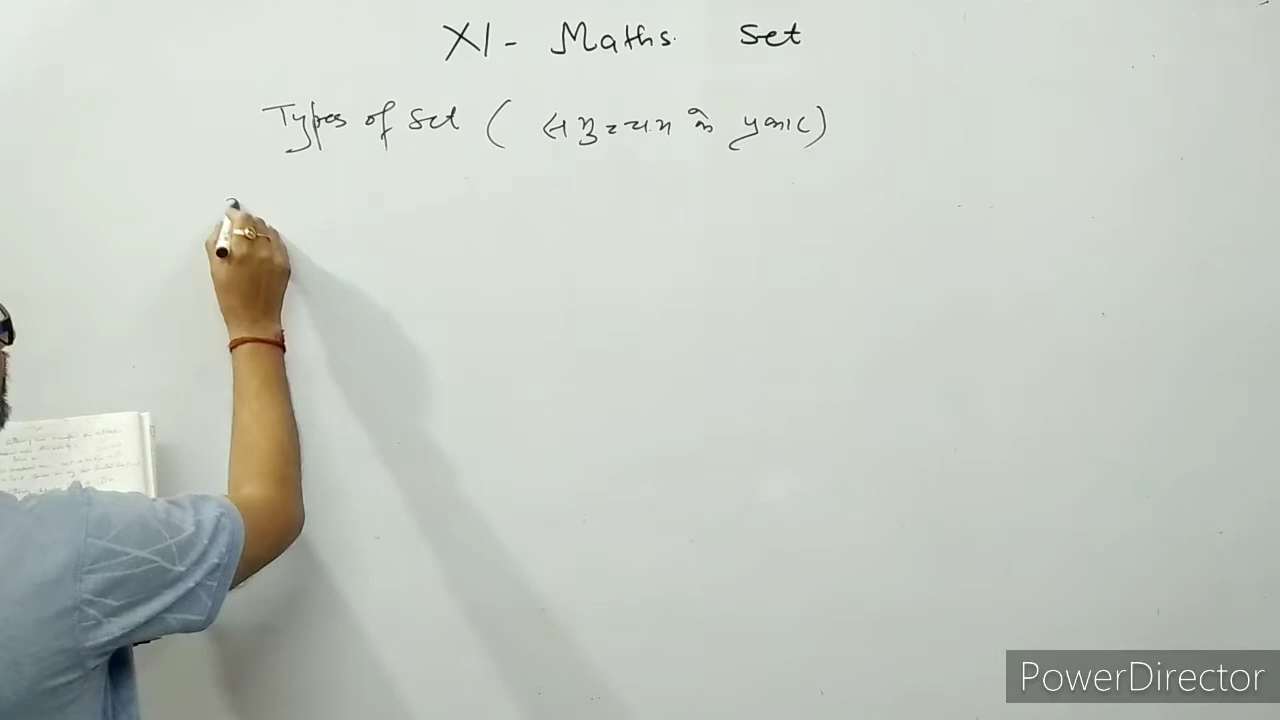 XI - Maths. Set
Types of Set ( समुच्चय के प्रकार )
PowerDirector